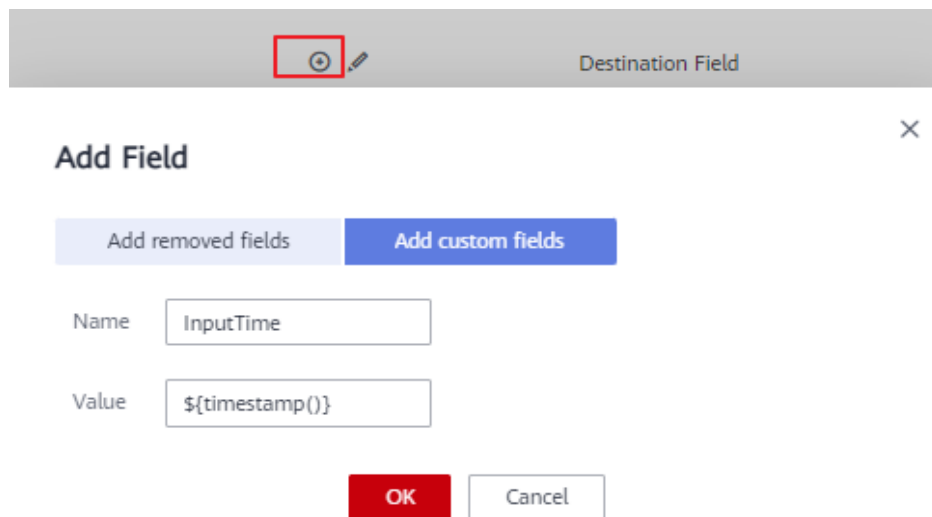 Destination Field
Add Field
Add removed fields Add custom fields
Name InputTime
Value ${timestamp()}
OK Cancel